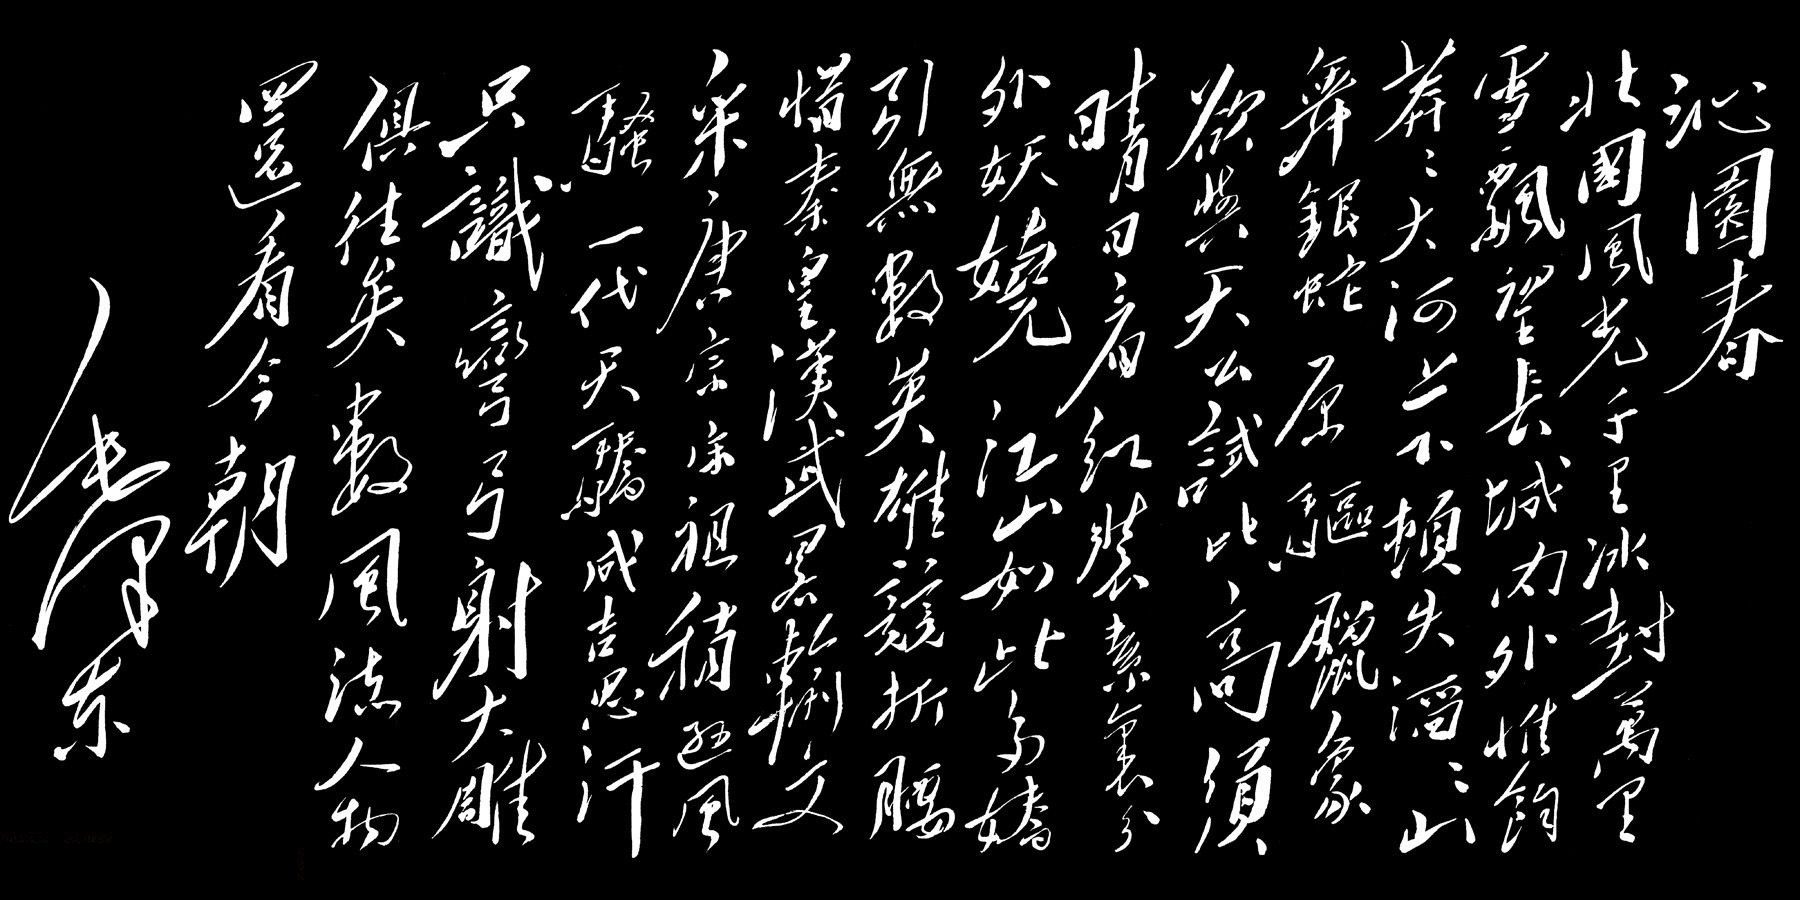 沁園春
北國風光千里冰封萬里
雪飄望長城内外惟餘
莽〻大河上下頓失滔〻山
舞銀蛇原驅臘象
欲與天公試比高須
晴日看紅裝素裹分
外妖嬈江山如此多嬌
引無數英雄競折腰
惜秦皇漢武畧輸文
采唐宗宋祖稍遜風
騷一代天驕成吉思汗
只識彎弓射大雕
俱往矣數風流人物
還看今朝
毛澤東